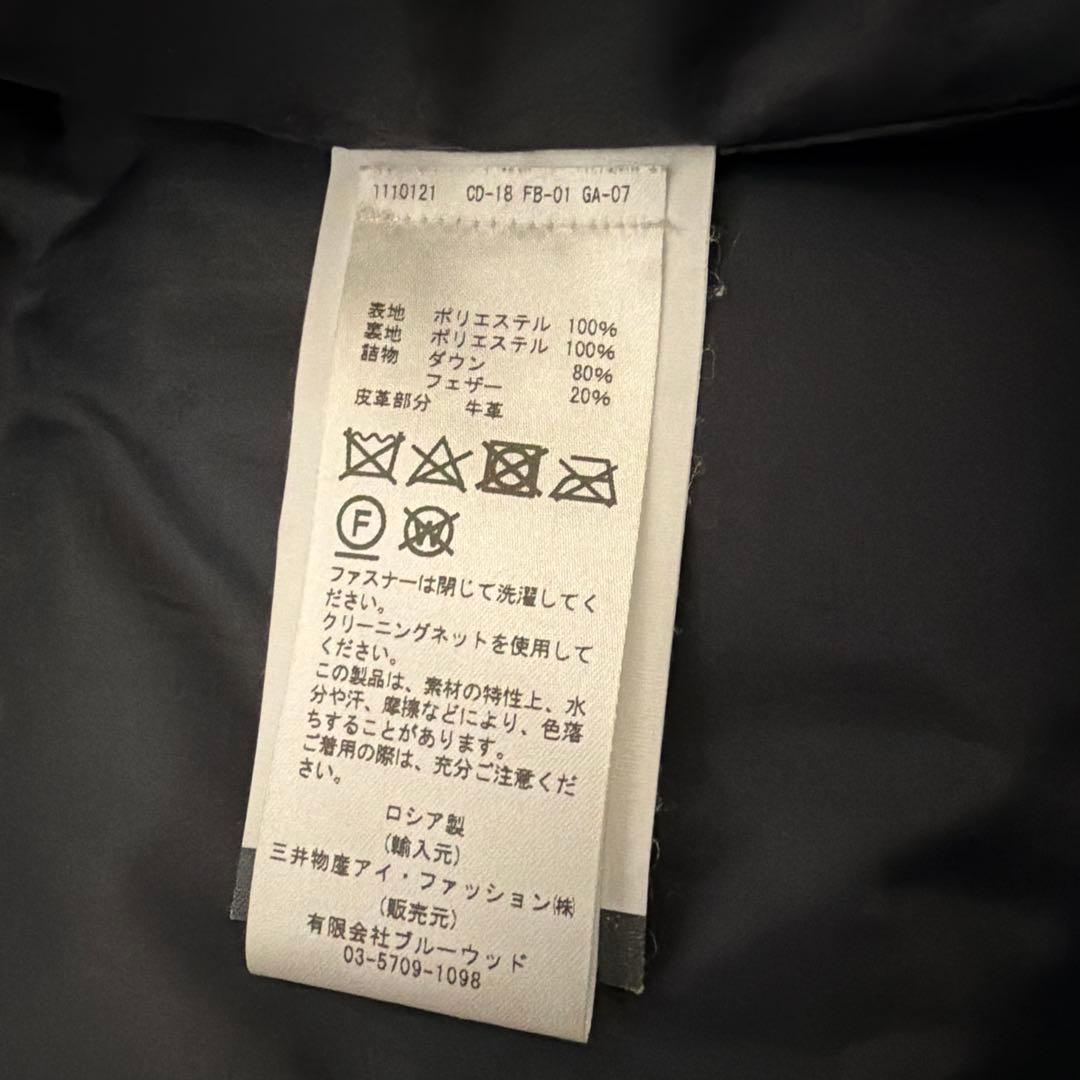 1110121 CD-18 FB-01 GA-07
表地 ポリエステル 100%
裏地 ポリエステル 100%
詰物 ダウン 80%
フェザー 20%
皮革部分 牛革
F W
ファスナーは閉じて洗濯してく
ださい。
クリーニングネットを使用して
ください。
この製品は、素材の特性上、水
分や汗、摩擦などにより、色落
ちすることがあります。
ご着用の際は、充分ご注意くだ
さい。
ロシア製
(輸入元)
三井物産アイ・ファッション㈱
(販売元)
有限会社ブルーウッド
03-5709-1098